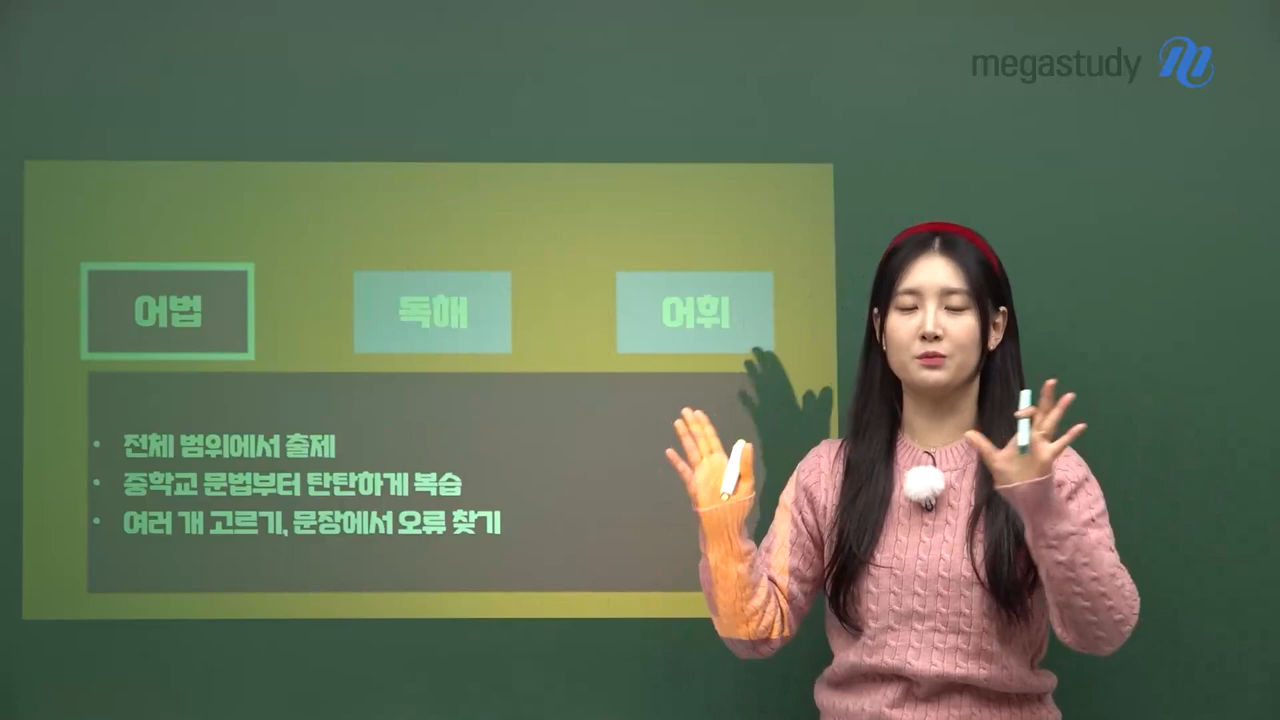 megastudy
어법
독해
어휘
• 전체 범위에서 출제
• 중학교 문법부터 탄탄하게 복습
• 여러 개 고르기, 문장에서 오류 찾기